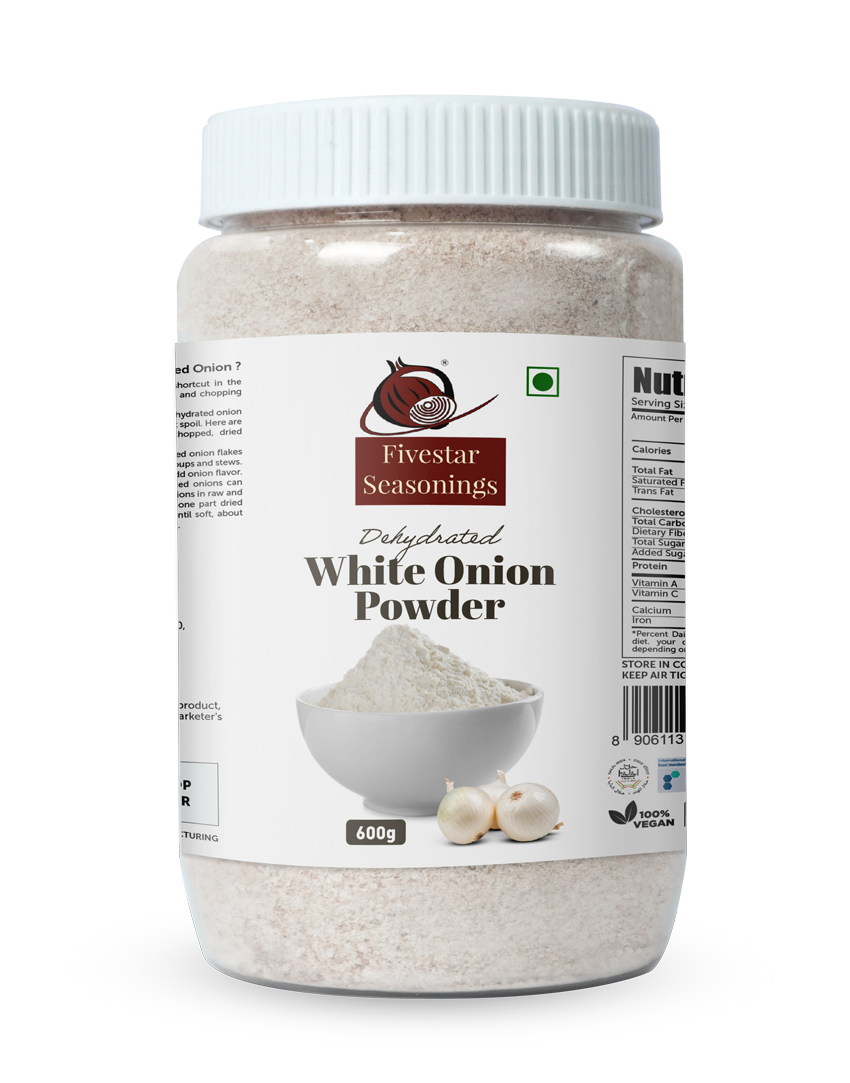 ®
Fivestar
Seasonings
Dehydrated
White Onion
Powder
600g
ed Onion ?
shortcut in the
and chopping
hydrated onion
spoil. Here are
hopped, dried
ed onion flakes
oups and stews.
dd onion flavor.
ed onions can
ions in raw and
one part dried
ntil soft, about
product,
arketer's
P
R
CTURING
Nut
Serving Si
Amount Per
Calories
Total Fat
Saturated F
Trans Fat
Cholestero
Total Carbo
Dietary Fib
Total Sugar
Added Suga
Protein
Vitamin A
Vitamin C
Calcium
Iron
*Percent Dai
diet. your
depending o
STORE IN CO
KEEP AIR TIG
8 906113
100%
VEGAN